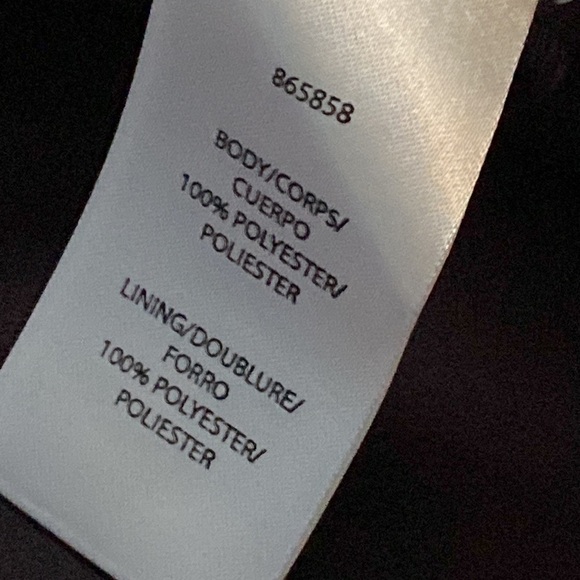 865858
BODY/CORPS/
CUERPO
100% POLYESTER/
POLIESTER
LINING/DOUBLURE/
FORRO
100% POLYESTER/
POLIESTER